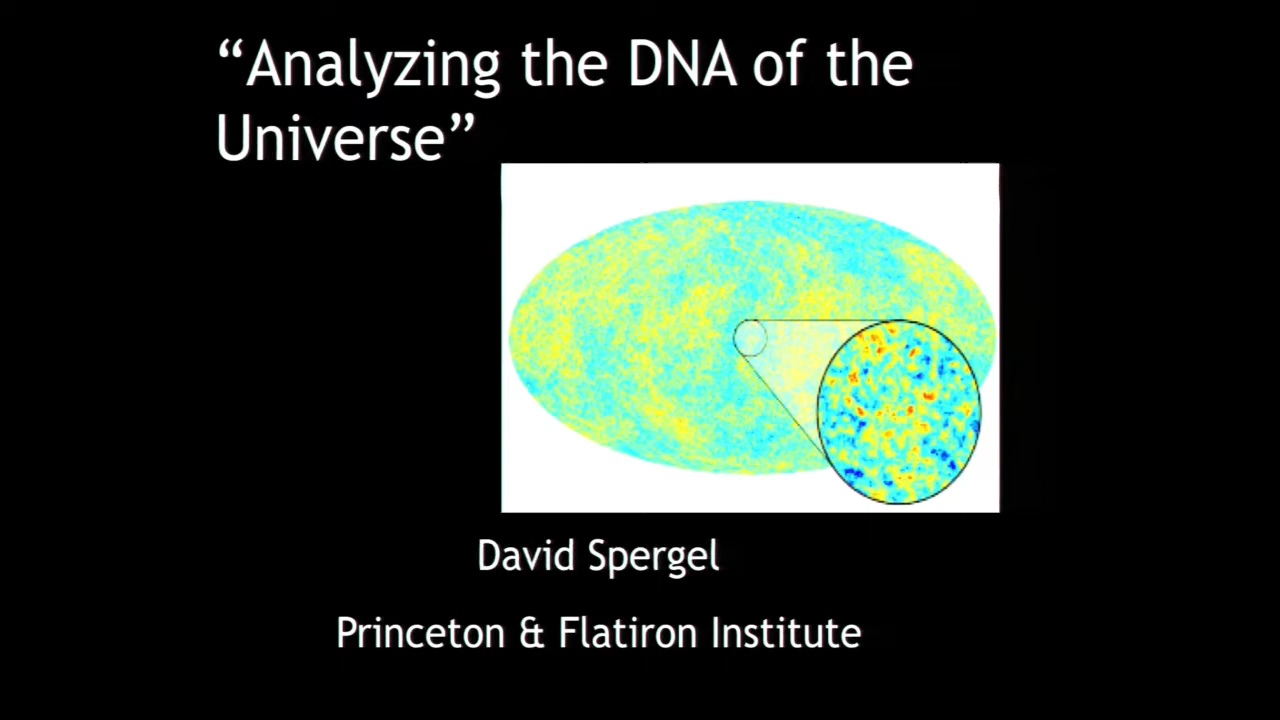 “Analyzing the DNA of the
Universe”
David Spergel
Princeton & Flatiron Institute